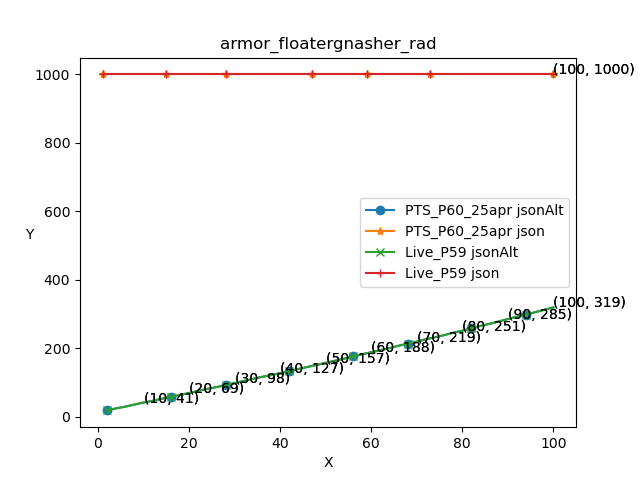 armor_floatergnasher_rad
1000
(100, 1000)
800
600
PTS_P60_25apr jsonAlt
PTS_P60_25apr json
Live_P59 jsonAlt
Live_P59 json
Y
400
(100, 319)
(90, 285)
(80, 251)
(70, 219)
(60, 188)
200
(50, 157)
(40, 127)
(30, 98)
(20, 69)
(10, 41)
0
0 20 40 60 80 100
X